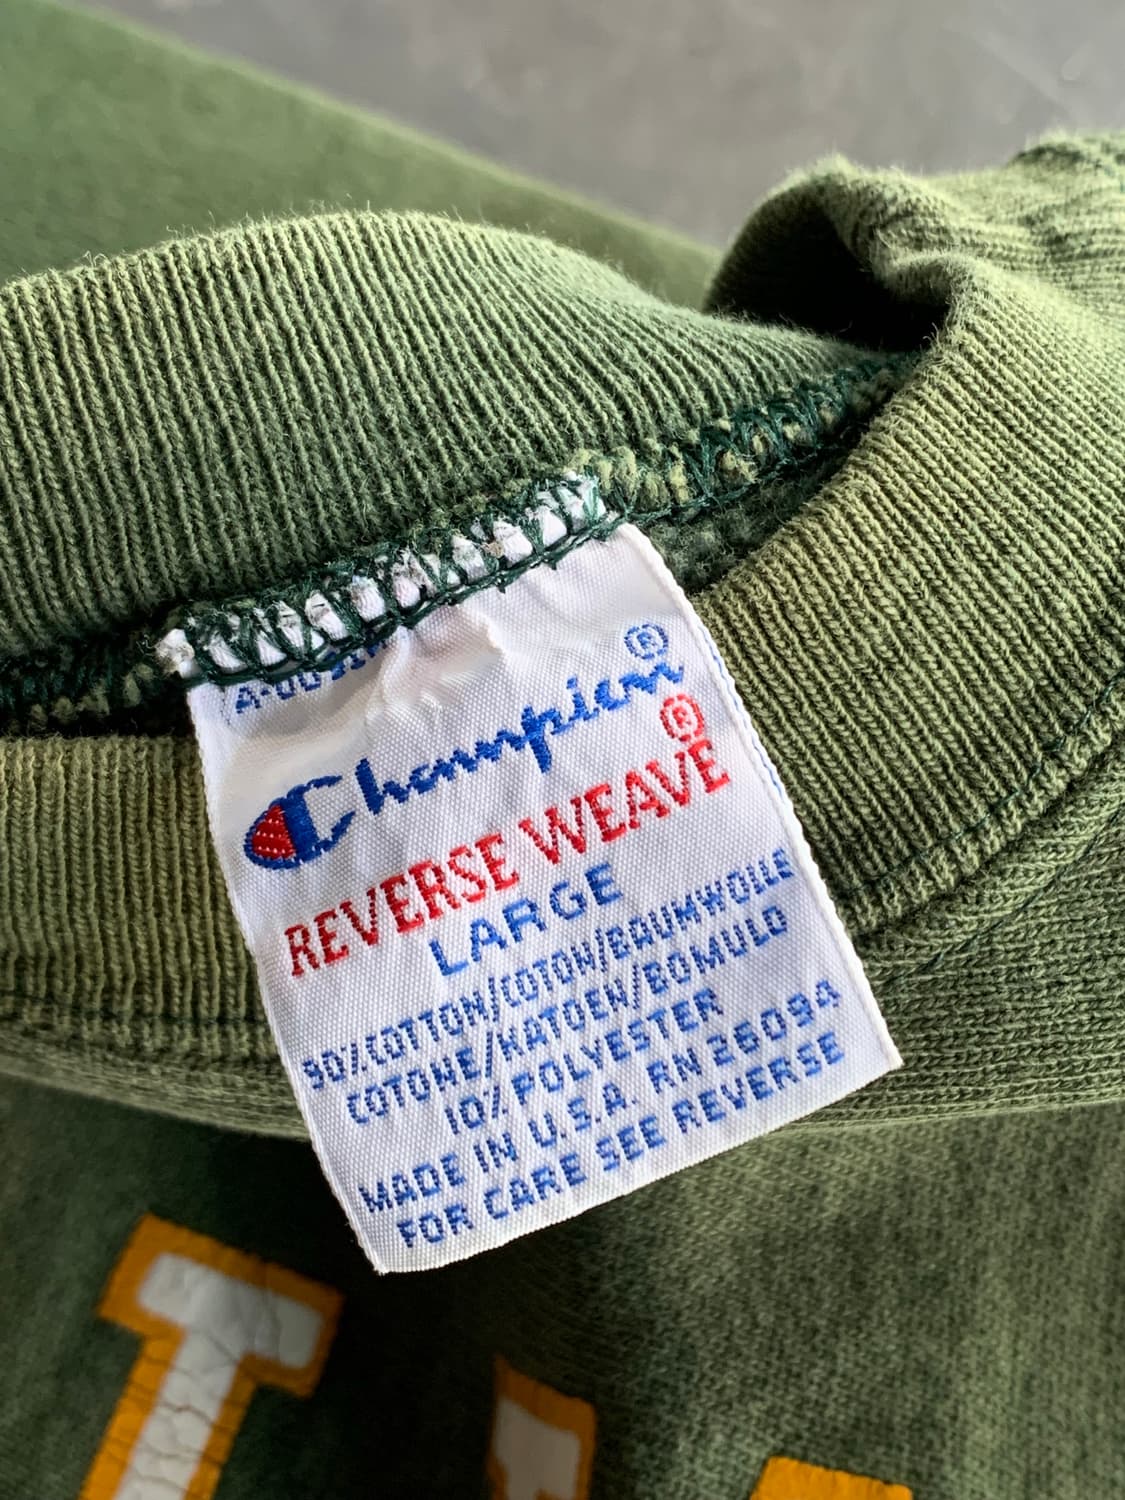 Champion®
REVERSE WEAVE®
LARGE
90% COTTON/COTON/BAUMWOLLE
COTONE/KATOEN/BOMULD
10% POLYESTER
MADE IN U.S.A. RN 26094
FOR CARE SEE REVERSE